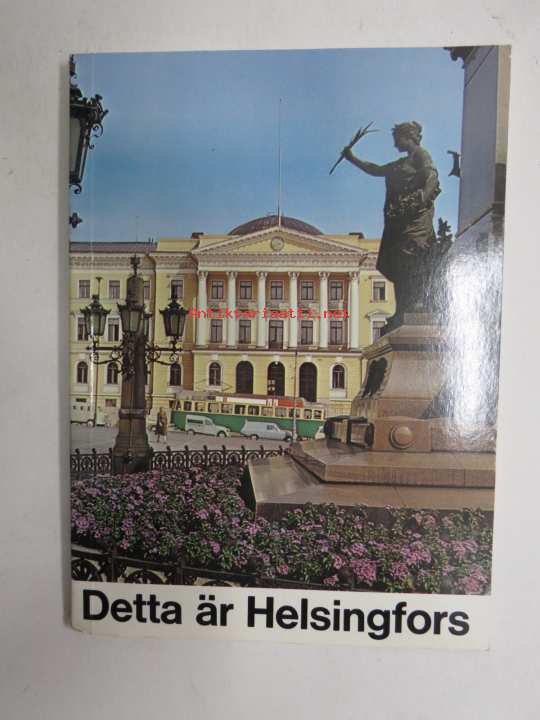 Antikvariaatti.net
Detta är Helsingfors